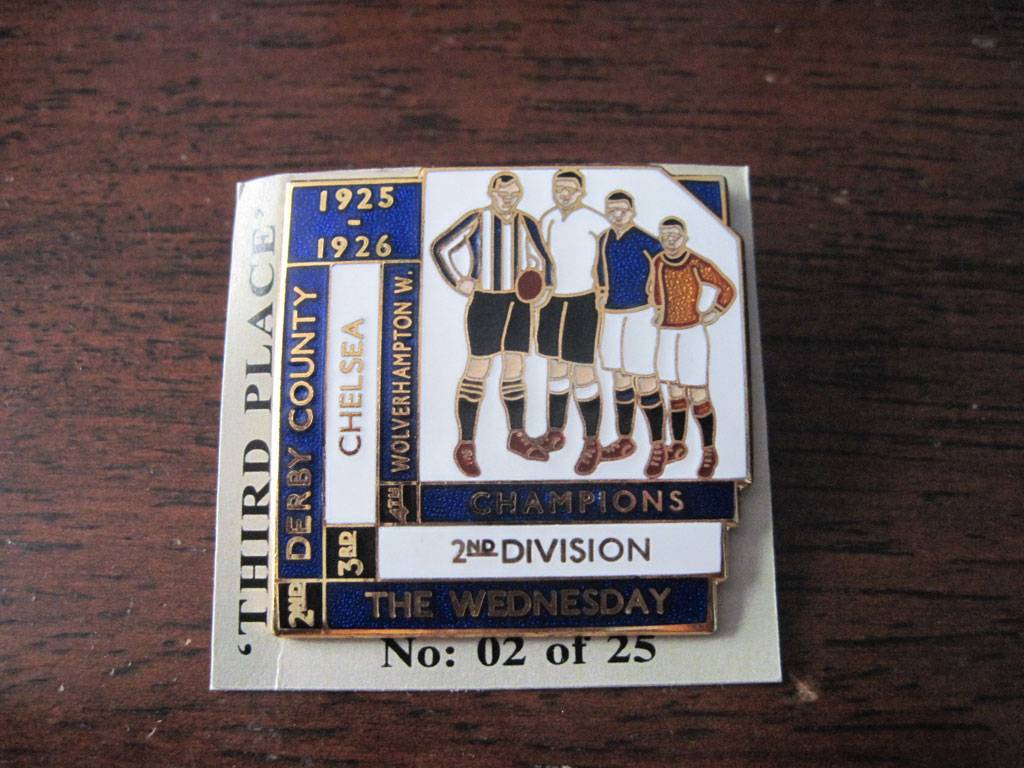 'THIRD PLACE'
1925
-
1926
2ND DERBY COUNTY
3RD CHELSEA
4TH WOLVERHAMPTON W.
CHAMPIONS
2ND DIVISION
THE WEDNESDAY
No: 02 of 25